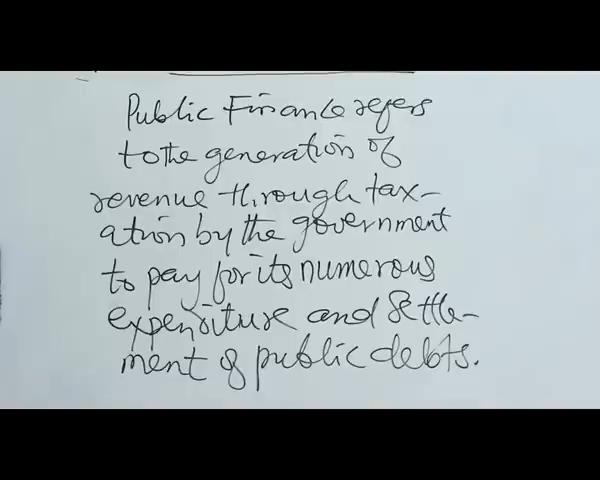 Public Finance refers
to the generation of
revenue through tax-
ation by the government
to pay for its numerous
expenditure and settle-
ment of public debts.